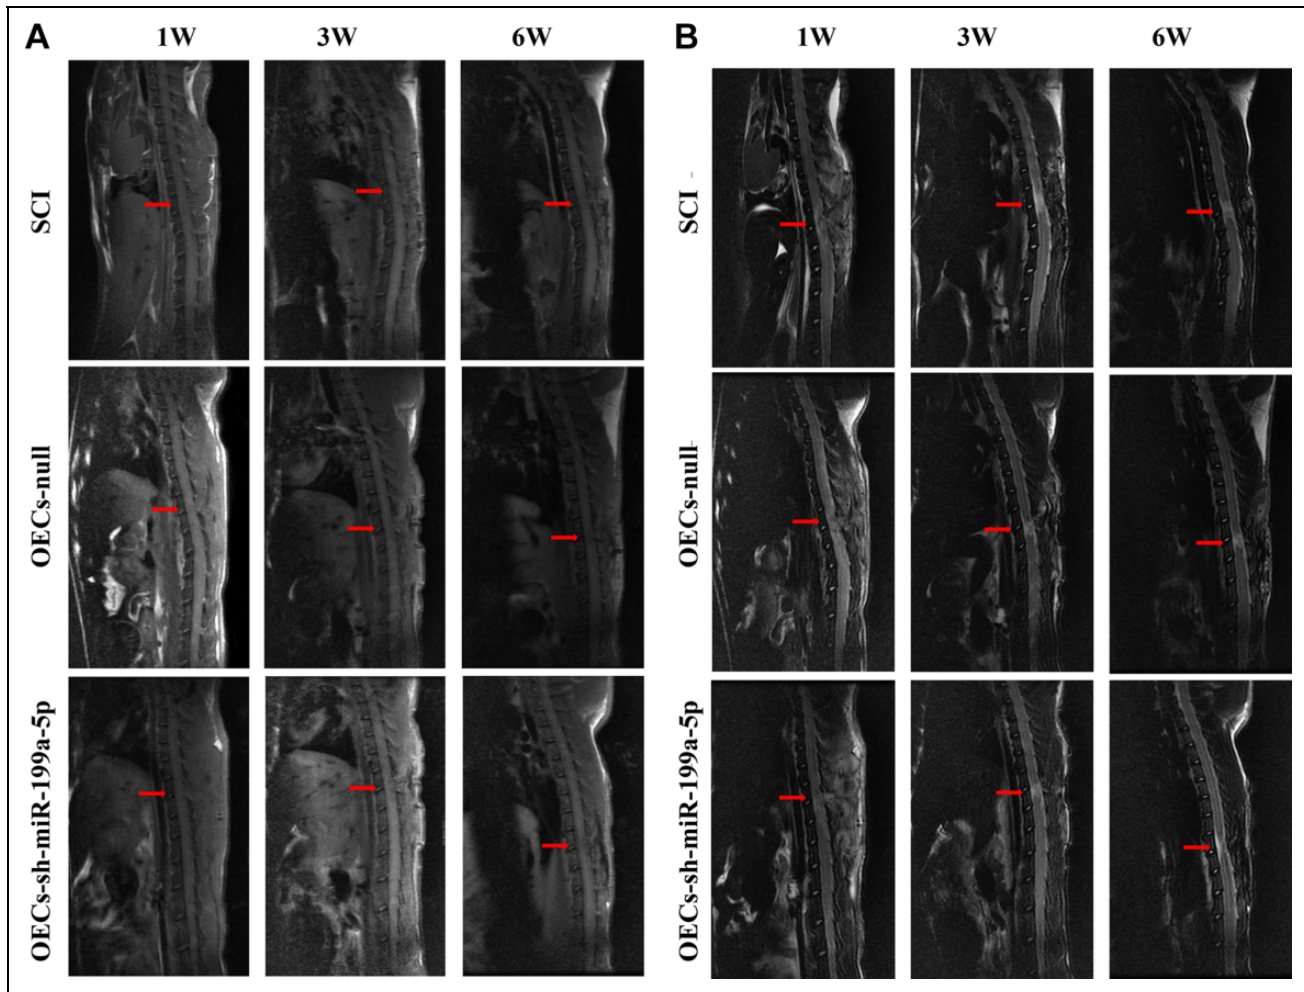 A
1W 3W 6W
SCI
OECs-null
OECs-sh-miR-199a-5p
B
1W 3W 6W
SCI
OECs-null
OECs-sh-miR-199a-5p